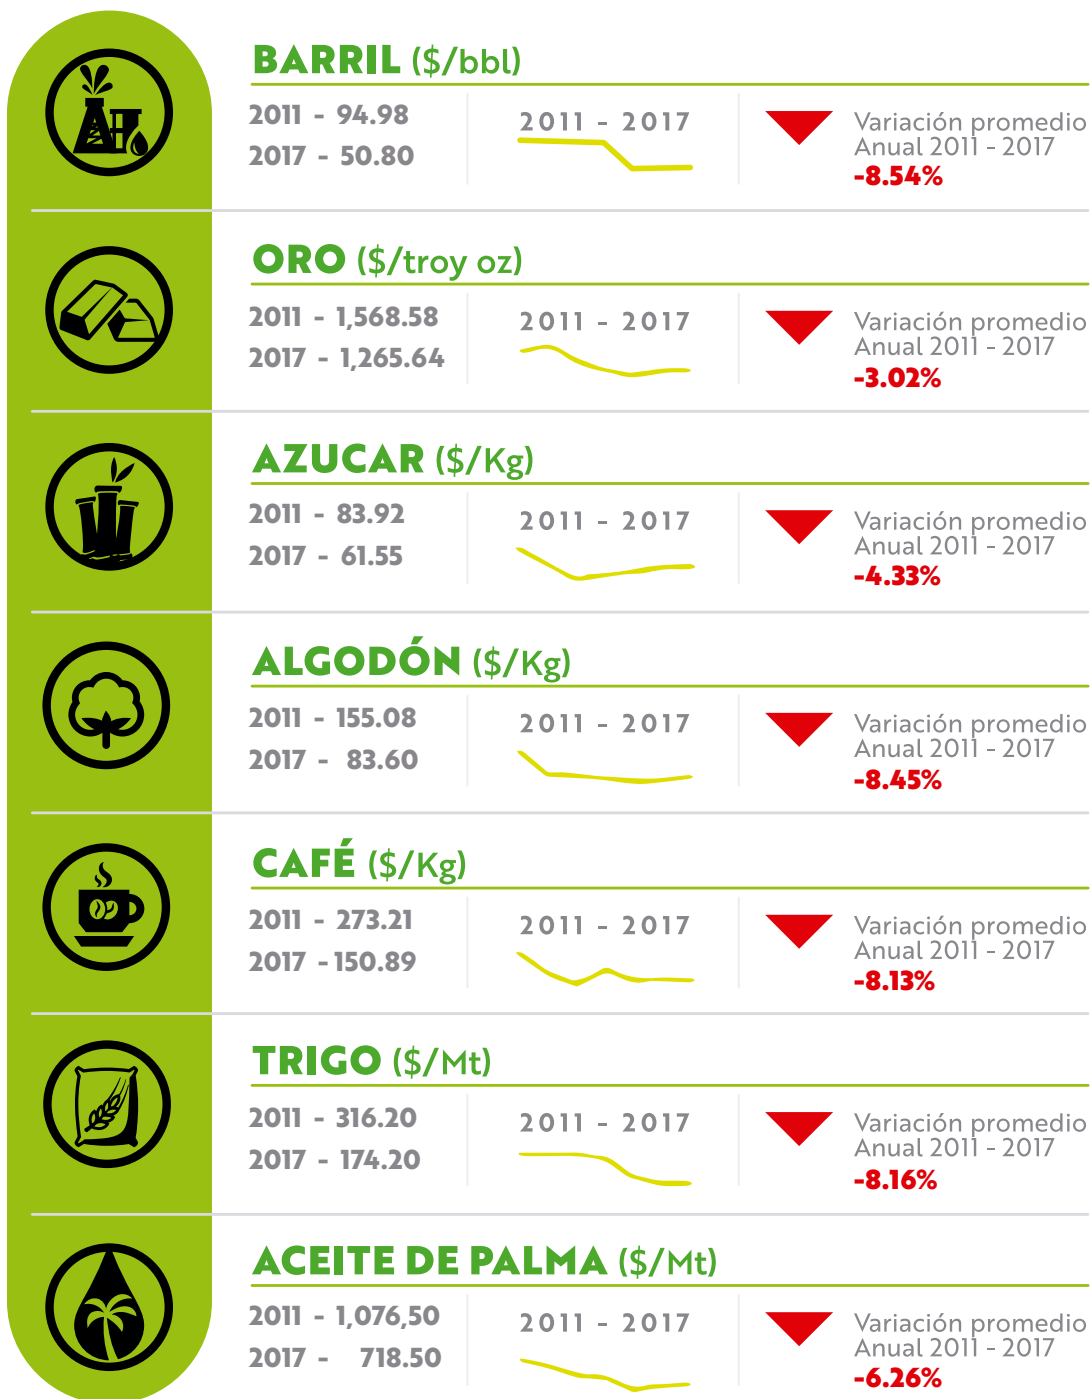 BARRIL ($/bbl)
2011 - 94.98
2017 - 50.80
2011 - 2017
Variación promedio
Anual 2011 - 2017
-8.54%
ORO ($/troy oz)
2011 - 1,568.58
2017 - 1,265.64
2011 - 2017
Variación promedio
Anual 2011 - 2017
-3.02%
AZUCAR ($/Kg)
2011 - 83.92
2017 - 61.55
2011 - 2017
Variación promedio
Anual 2011 - 2017
-4.33%
ALGODÓN ($/Kg)
2011 - 155.08
2017 - 83.60
2011 - 2017
Variación promedio
Anual 2011 - 2017
-8.45%
CAFÉ ($/Kg)
2011 - 273.21
2017 - 150.89
2011 - 2017
Variación promedio
Anual 2011 - 2017
-8.13%
TRIGO ($/Mt)
2011 - 316.20
2017 - 174.20
2011 - 2017
Variación promedio
Anual 2011 - 2017
-8.16%
ACEITE DE PALMA ($/Mt)
2011 - 1,076,50
2017 - 718.50
2011 - 2017
Variación promedio
Anual 2011 - 2017
-6.26%